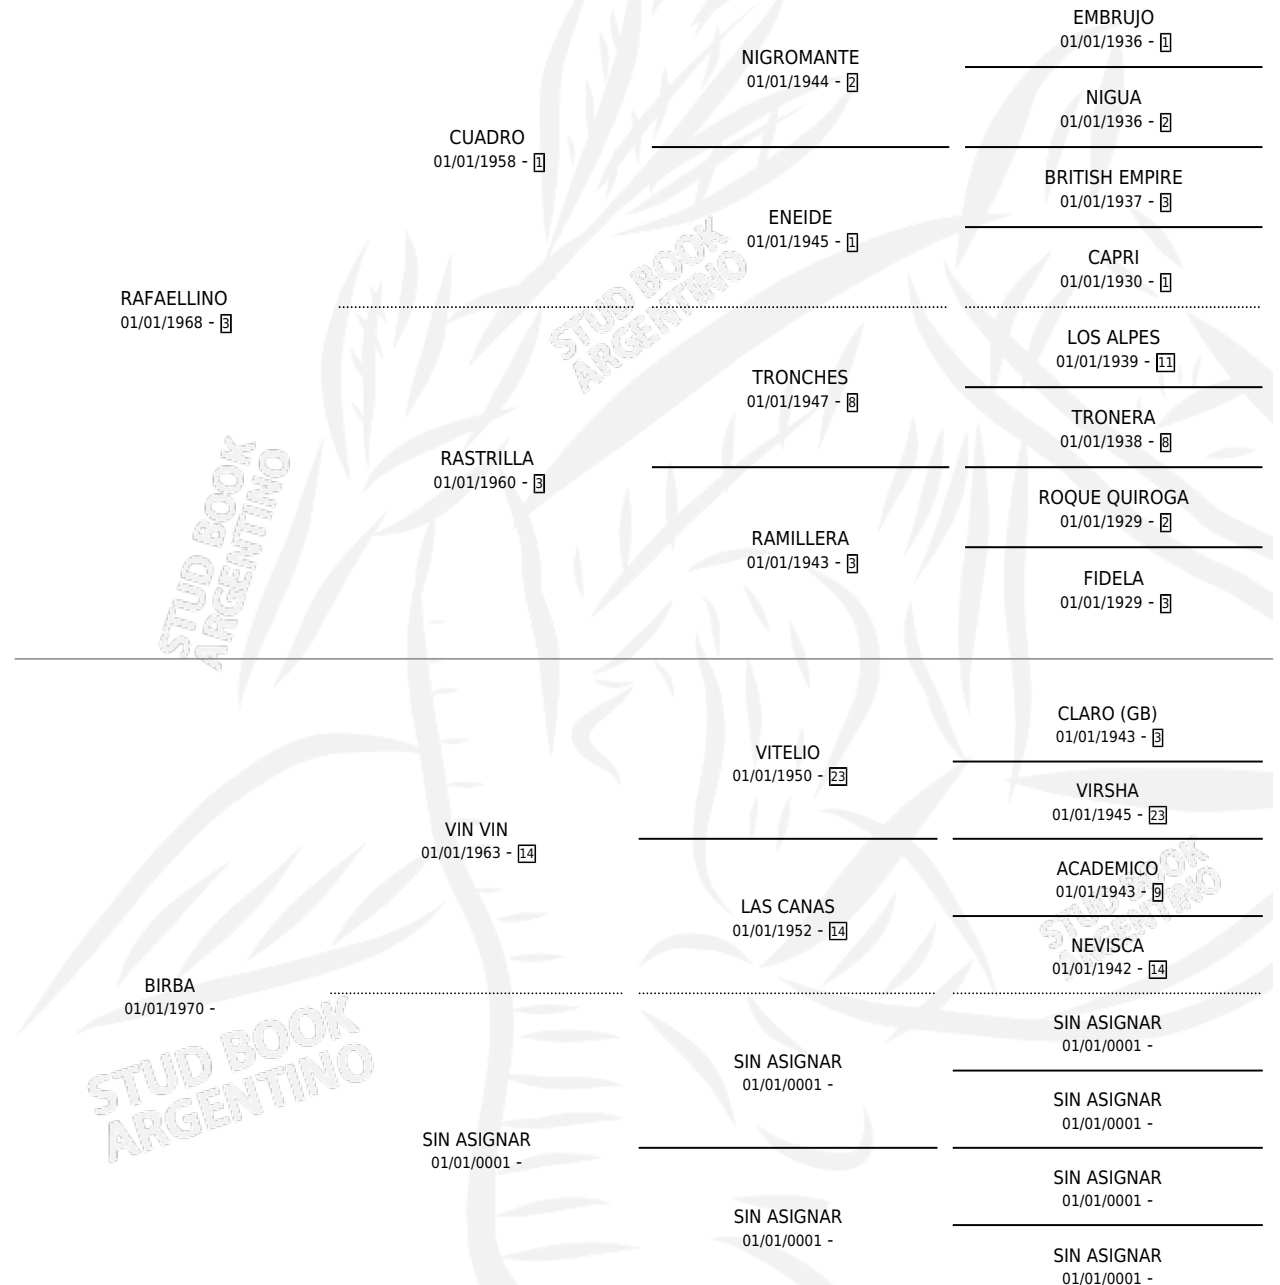 EMBRUJO
01/01/1936 - 1
NIGROMANTE
01/01/1944 - 2
NIGUA
01/01/1936 - 2
CUADRO
01/01/1958 - 1
BRITISH EMPIRE
01/01/1937 - 3
ENEIDE
01/01/1945 - 1
CAPRI
01/01/1930 - 1
RAFAELLINO
01/01/1968 - 3
LOS ALPES
01/01/1939 - 11
TRONCHES
01/01/1947 - 8
TRONERA
01/01/1938 - 8
RASTRILLA
01/01/1960 - 3
ROQUE QUIROGA
01/01/1929 - 2
RAMILLERA
01/01/1943 - 3
FIDELA
01/01/1929 - 3
CLARO (GB)
01/01/1943 - 3
VITELIO
01/01/1950 - 23
VIRSHA
01/01/1945 - 23
VIN VIN
01/01/1963 - 14
ACADEMICO
01/01/1943 - 9
LAS CANAS
01/01/1952 - 14
NEVISCA
01/01/1942 - 14
BIRBA
01/01/1970 -
SIN ASIGNAR
01/01/0001 -
SIN ASIGNAR
01/01/0001 -
SIN ASIGNAR
01/01/0001 -
SIN ASIGNAR
01/01/0001 -
SIN ASIGNAR
01/01/0001 -
SIN ASIGNAR
01/01/0001 -
SIN ASIGNAR
01/01/0001 -
STUD BOOK
ARGENTINO
STUD BOOK
ARGENTINO
STUD BOOK
ARGENTINO
STUD BOOK
ARGENTINO